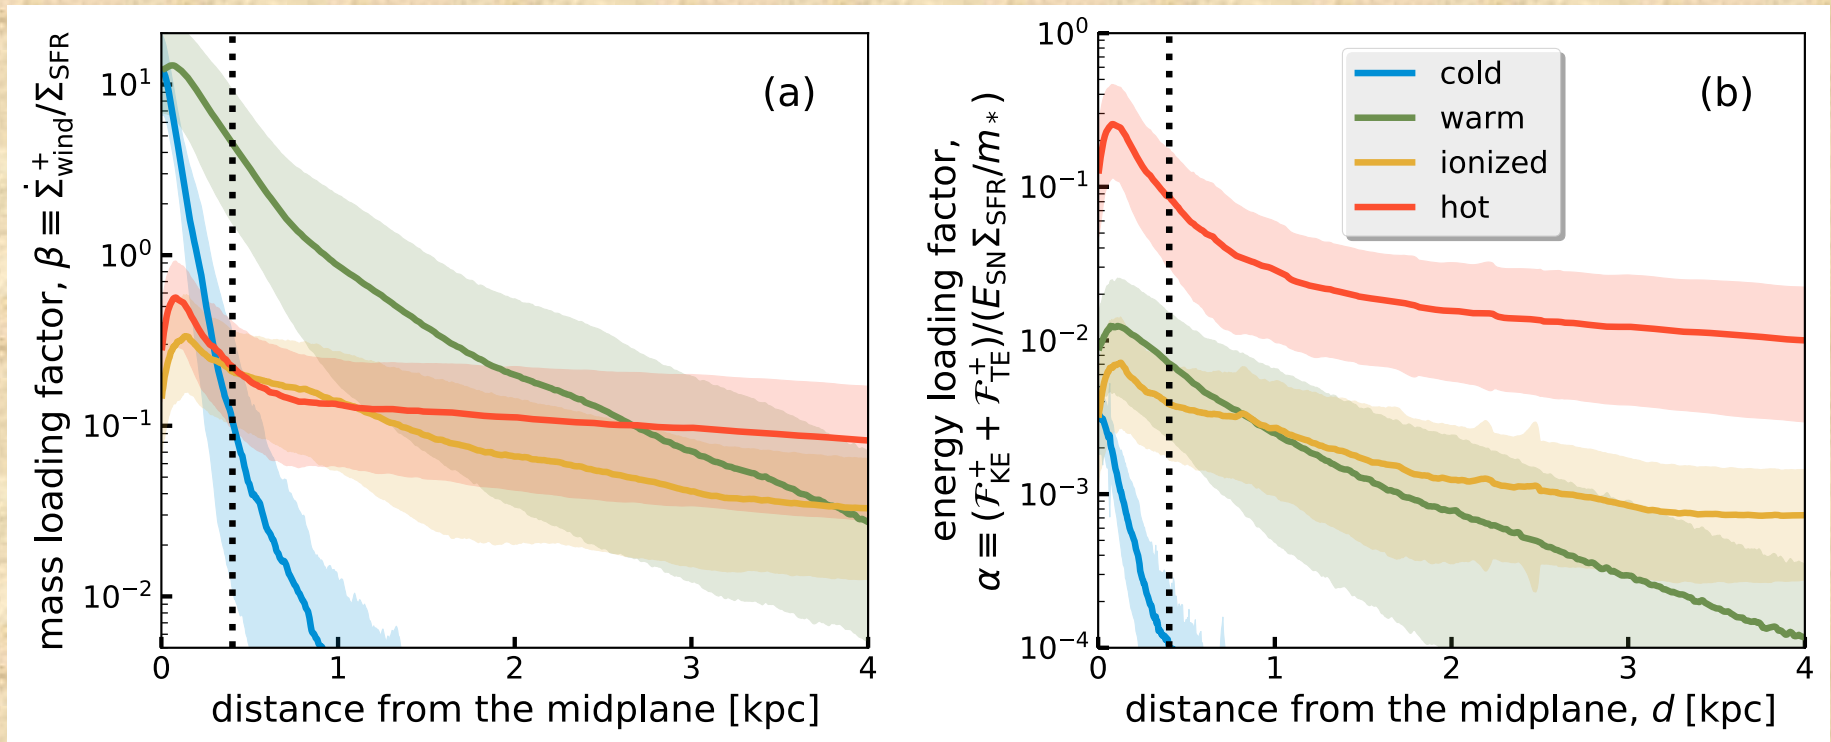 mass loading factor, β ≡ Σ̇⁺wind/ΣSFR
10¹
10⁰
10⁻¹
10⁻²
(a)
0 1 2 3 4
distance from the midplane [kpc]
energy loading factor,
α ≡ (ℱ⁺KE + ℱ⁺TE)/(ESNΣSFR/m*)
10⁰
10⁻¹
10⁻²
10⁻³
10⁻⁴
cold
warm
ionized
hot
(b)
0 1 2 3 4
distance from the midplane, d [kpc]